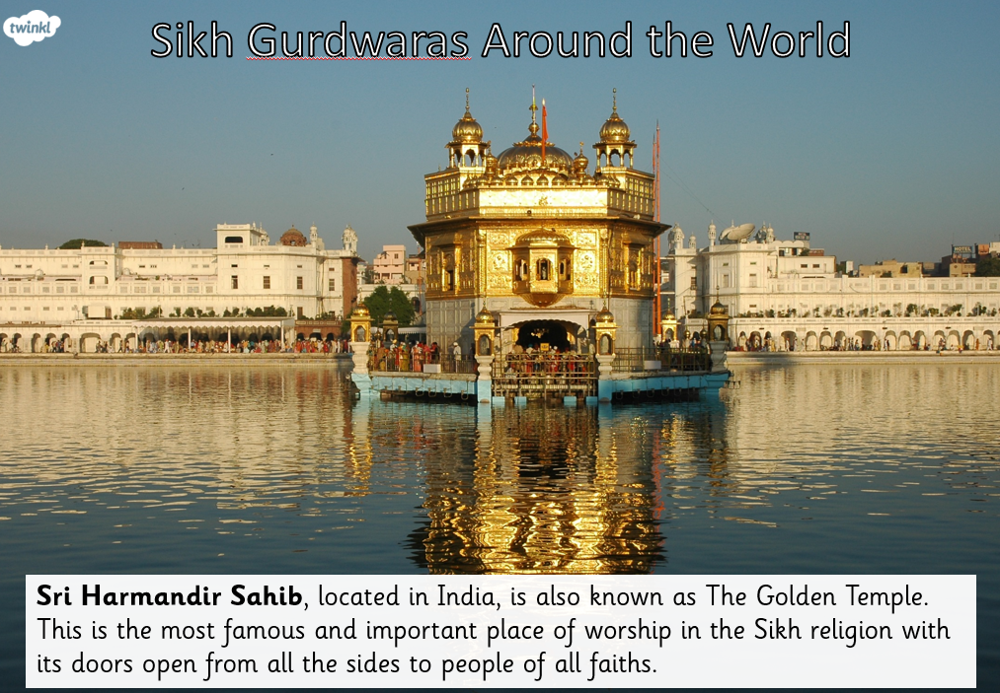 twinkl
Sikh Gurdwaras Around the World
HOTEL
Sri Harmandir Sahib, located in India, is also known as The Golden Temple.
This is the most famous and important place of worship in the Sikh religion with
its doors open from all the sides to people of all faiths.